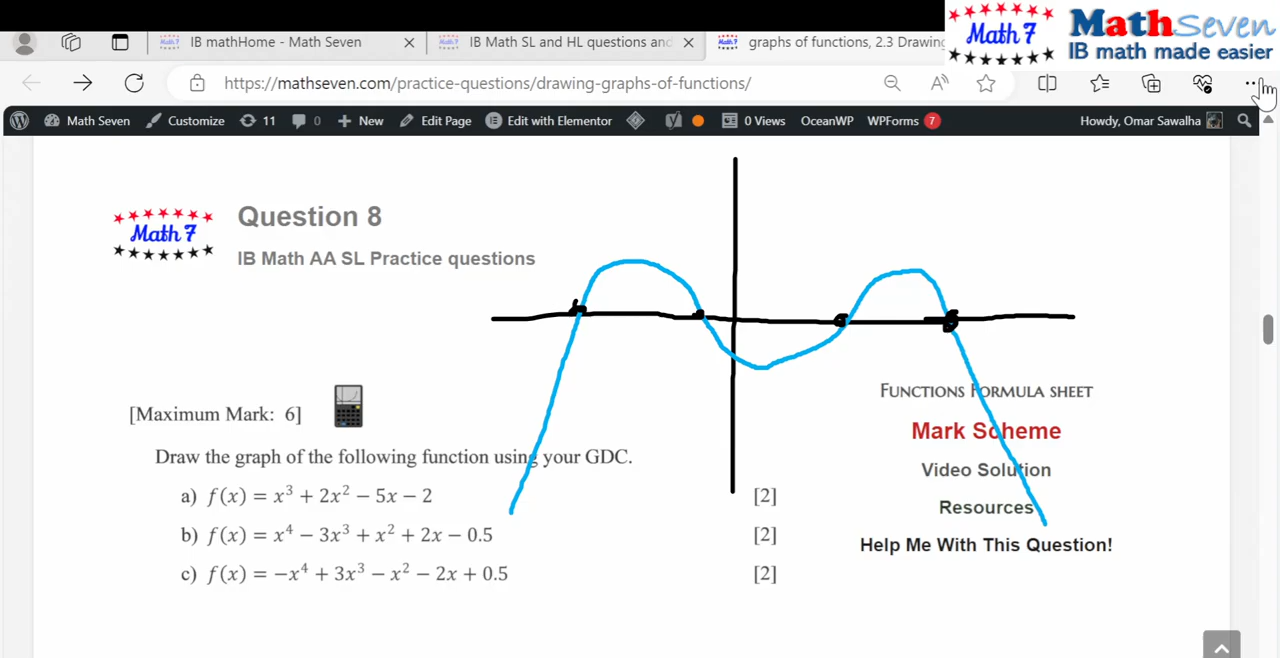 IB mathHome - Math Seven
IB Math SL and HL questions and
graphs of functions, 2.3 Drawing
Math 7
MathSeven
IB math made easier
https://mathseven.com/practice-questions/drawing-graphs-of-functions/
Math Seven Customize 11 0 New Edit Page Edit with Elementor 0 Views OceanWP WPForms 7 Howdy, Omar Sawalha
Math 7
Question 8
IB Math AA SL Practice questions
[Maximum Mark: 6]
Draw the graph of the following function using your GDC.
a) f(x) = x³ + 2x² − 5x − 2 [2]
b) f(x) = x⁴ − 3x³ + x² + 2x − 0.5 [2]
c) f(x) = −x⁴ + 3x³ − x² − 2x + 0.5 [2]
Functions Formula sheet
Mark Scheme
Video Solution
Resources
Help Me With This Question!